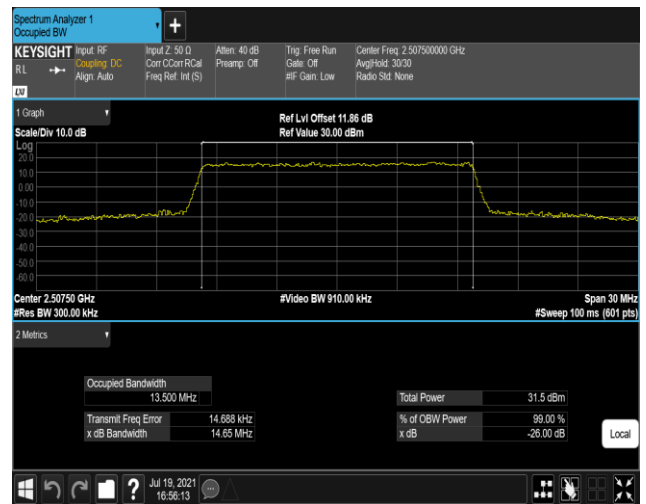 Spectrum Analyzer 1
Occupied BW
+
KEYSIGHT Input: RF Input Z: 50 Ω Atten: 40 dB Trig: Free Run Center Freq: 2.507500000 GHz
RL Coupling: DC Corr CCorr RCal Preamp: Off Gate: Off Avg|Hold: 30/30
Align: Auto Freq Ref: Int (S) #IF Gain: Low Radio Std: None
LXI
1 Graph
Ref Lvl Offset 11.86 dB
Scale/Div 10.0 dB Ref Value 30.00 dBm
Log
20.0
10.0
0.00
-10.0
-20.0
-30.0
-40.0
-50.0
-60.0
Center 2.50750 GHz #Video BW 910.00 kHz Span 30 MHz
#Res BW 300.00 kHz #Sweep 100 ms (601 pts)
2 Metrics
Occupied Bandwidth
13.500 MHz Total Power 31.5 dBm
Transmit Freq Error 14.688 kHz % of OBW Power 99.00 %
x dB Bandwidth 14.65 MHz x dB -26.00 dB
Local
? Jul 19, 2021
16:56:13